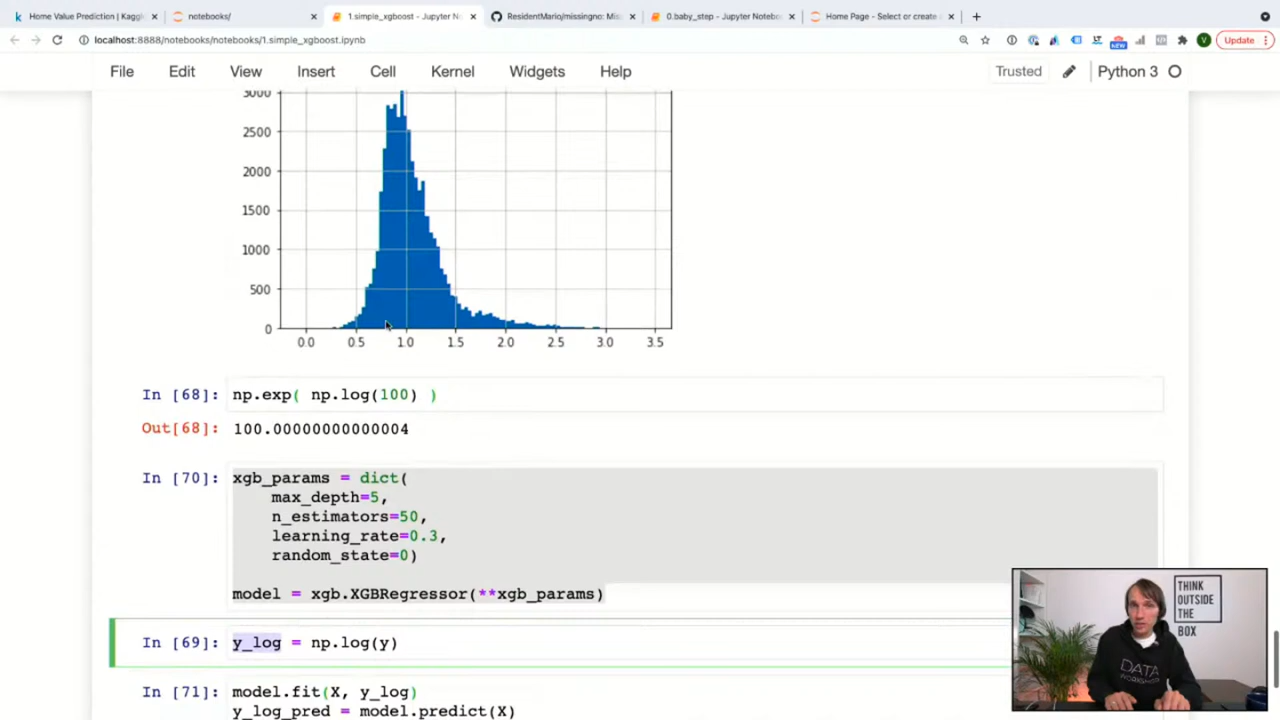 Home Value Prediction | Kaggl
notebooks/
1.simple_xgboost - Jupyter No
ResidentMario/missingno: Mis
0.baby_step - Jupyter Notebo
Home Page - Select or create
localhost:8888/notebooks/notebooks/1.simple_xgboost.ipynb
NEW
V
Update
File Edit View Insert Cell Kernel Widgets Help
Trusted
Python 3
3000
2500
2000
1500
1000
500
0
0.0 0.5 1.0 1.5 2.0 2.5 3.0 3.5
In [68]: np.exp( np.log(100) )
Out[68]: 100.00000000000004
In [70]: xgb_params = dict(
max_depth=5,
n_estimators=50,
learning_rate=0.3,
random_state=0)
model = xgb.XGBRegressor(**xgb_params)
In [69]: y_log = np.log(y)
In [71]: model.fit(X, y_log)
y_log_pred = model.predict(X)
THINK
OUTSIDE
THE
BOX
DATA
WORKSHOP